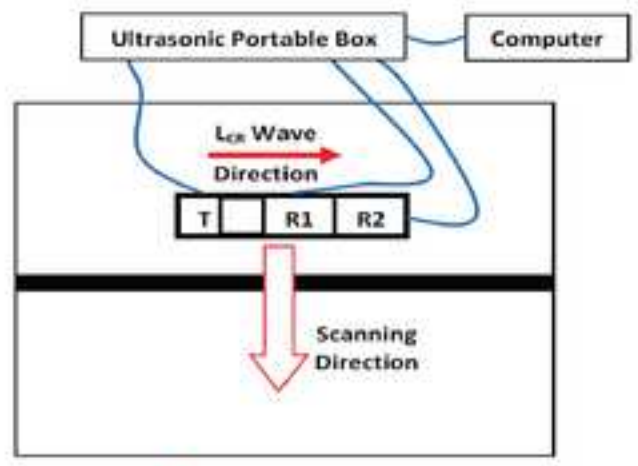 Ultrasonic Portable Box
Computer
LCR Wave
Direction
T
R1
R2
Scanning
Direction